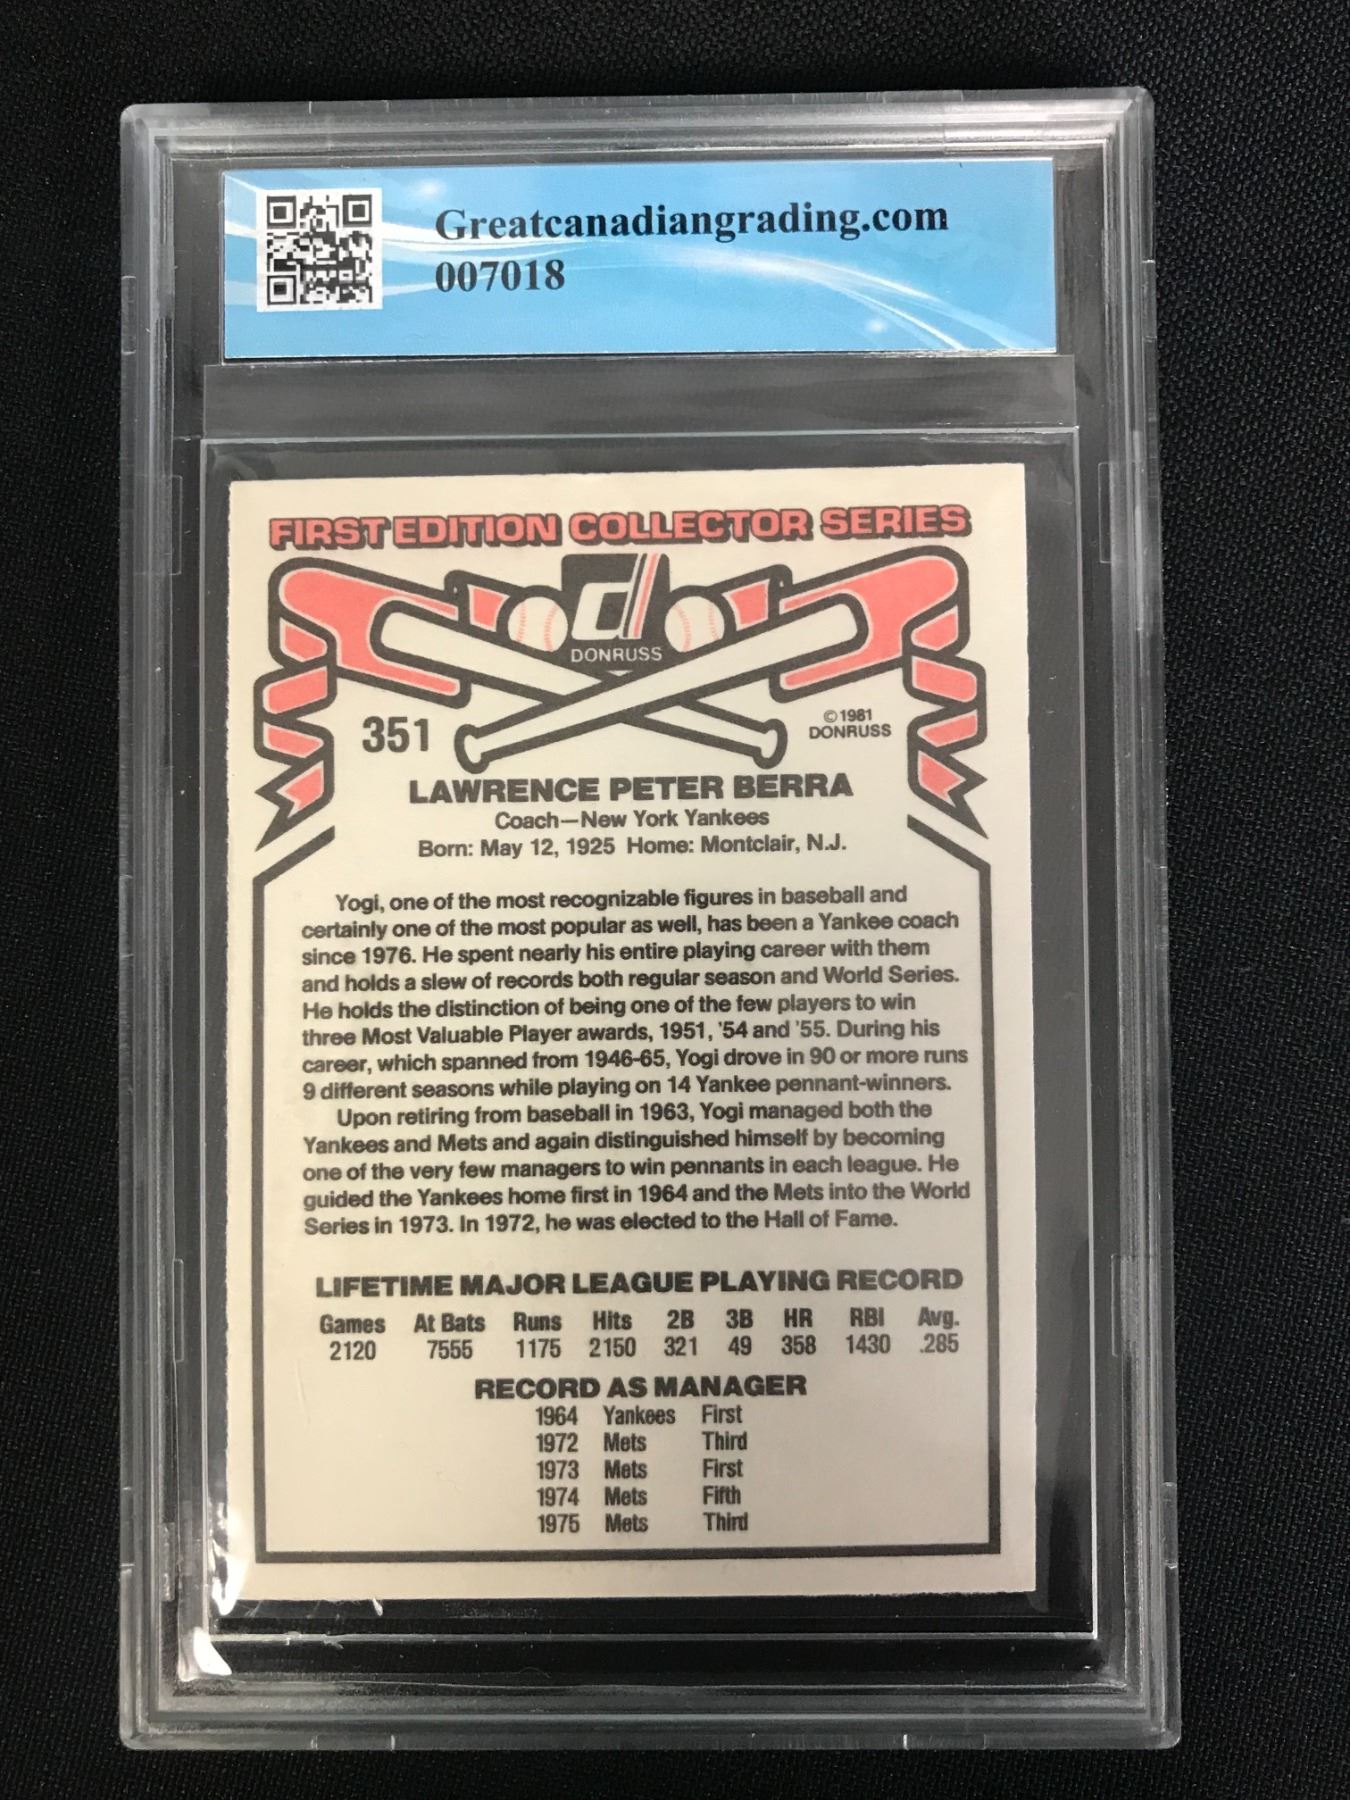 Greatcanadiangrading.com
007018
FIRST EDITION COLLECTOR SERIES
d
DONRUSS
351
©1981
DONRUSS
LAWRENCE PETER BERRA
Coach—New York Yankees
Born: May 12, 1925 Home: Montclair, N.J.
Yogi, one of the most recognizable figures in baseball and
certainly one of the most popular as well, has been a Yankee coach
since 1976. He spent nearly his entire playing career with them
and holds a slew of records both regular season and World Series.
He holds the distinction of being one of the few players to win
three Most Valuable Player awards, 1951, '54 and '55. During his
career, which spanned from 1946-65, Yogi drove in 90 or more runs
9 different seasons while playing on 14 Yankee pennant-winners.
Upon retiring from baseball in 1963, Yogi managed both the
Yankees and Mets and again distinguished himself by becoming
one of the very few managers to win pennants in each league. He
guided the Yankees home first in 1964 and the Mets into the World
Series in 1973. In 1972, he was elected to the Hall of Fame.
LIFETIME MAJOR LEAGUE PLAYING RECORD
Games At Bats Runs Hits 2B 3B HR RBI Avg.
2120 7555 1175 2150 321 49 358 1430 .285
RECORD AS MANAGER
1964 Yankees First
1972 Mets Third
1973 Mets First
1974 Mets Fifth
1975 Mets Third